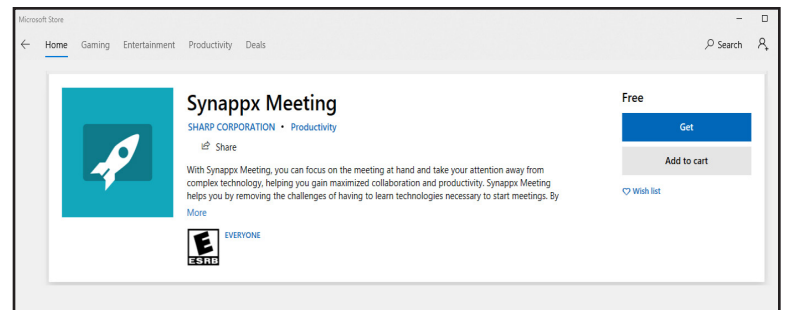 Microsoft Store
Home Gaming Entertainment Productivity Deals Search
Synappx Meeting
SHARP CORPORATION • Productivity
Share
With Synappx Meeting, you can focus on the meeting at hand and take your attention away from
complex technology, helping you gain maximized collaboration and productivity. Synappx Meeting
helps you by removing the challenges of having to learn technologies necessary to start meetings. By
More
E
ESRB
EVERYONE
Free
Get
Add to cart
Wish list